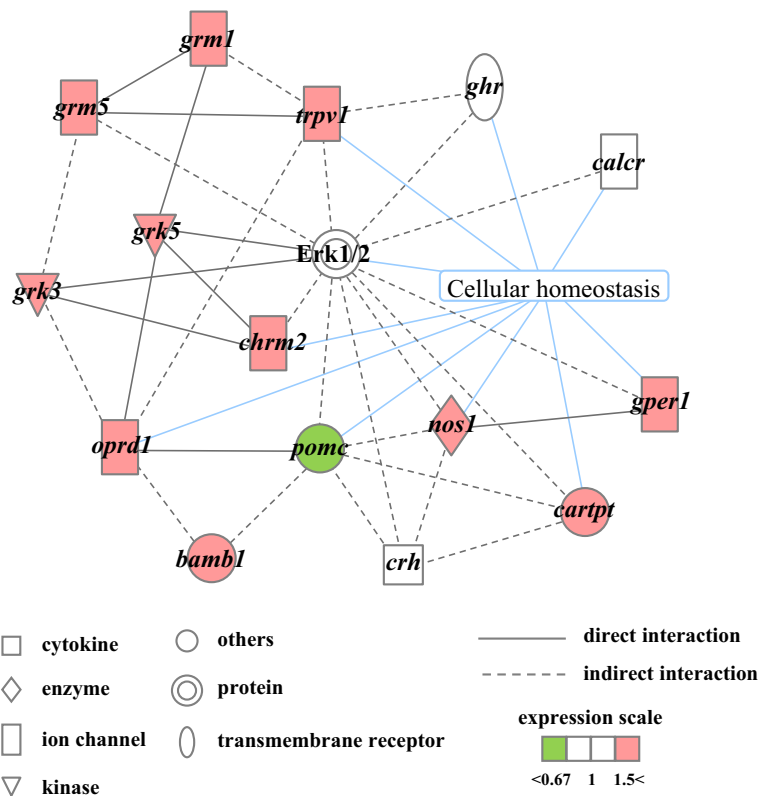 grm1
ghr
grm5
trpv1
calcr
grk5
Erk1/2
grk3
Cellular homeostasis
chrm2
gper1
oprd1
pomc
nos1
cartpt
bamb1
crh
cytokine
others
direct interaction
enzyme
protein
indirect interaction
ion channel
transmembrane receptor
expression scale
kinase
<0.67 1 1.5<